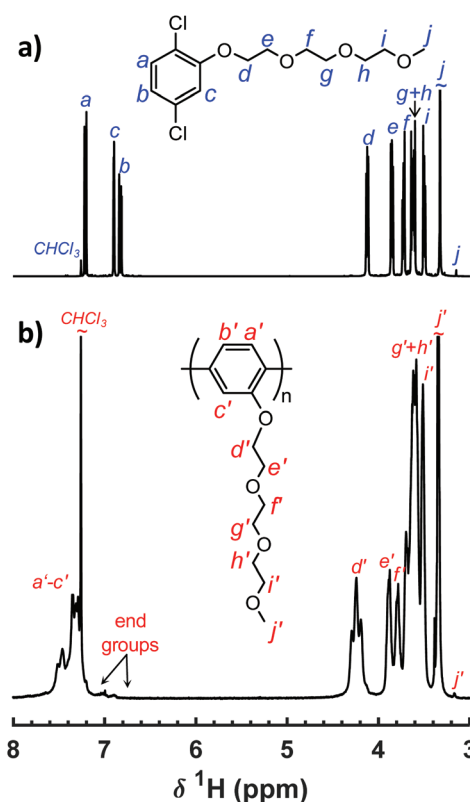 a)
Cl
a
b
c
Cl
O
d
e
O
f
g
O
h
i
O
j
a
c
b
CHCl3
d
e
f
g+h
i
j
~
j
b)
CHCl3
~
b'
a'
c'
n
O
d'
e'
O
f'
g'
O
h'
i'
O
j'
a'-c'
end
groups
d'
e'
f'
g'+h'
i'
j'
~
j'
8 7 6 5 4 3
δ 1H (ppm)